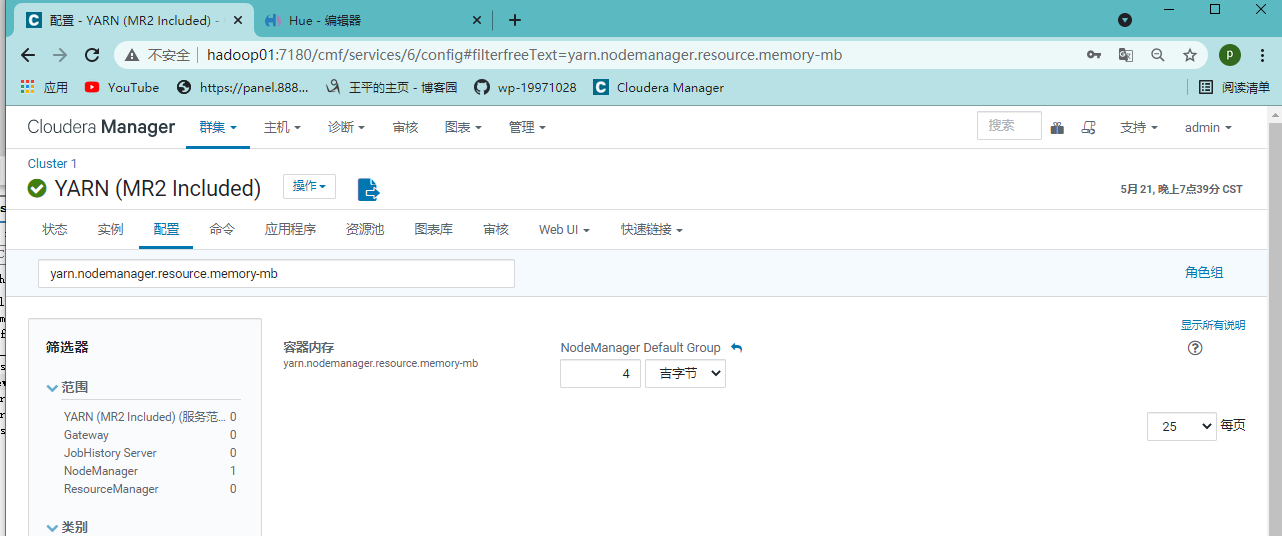 配置 - YARN (MR2 Included) -
Hue - 编辑器
不安全 hadoop01:7180/cmf/services/6/config#filterfreeText=yarn.nodemanager.resource.memory-mb
p
应用 YouTube https://panel.888... 王平的主页 - 博客园 wp-19971028 Cloudera Manager 阅读清单
Cloudera Manager 群集 主机 诊断 审核 图表 管理 搜索 支持 admin
Cluster 1
YARN (MR2 Included) 操作
5月 21, 晚上7点39分 CST
状态 实例 配置 命令 应用程序 资源池 图表库 审核 Web UI 快速链接
yarn.nodemanager.resource.memory-mb
角色组
显示所有说明
筛选器
容器内存
yarn.nodemanager.resource.memory-mb
NodeManager Default Group
4 吉字节
范围
YARN (MR2 Included) (服务范... 0
Gateway 0
JobHistory Server 0
NodeManager 1
ResourceManager 0
25 每页
类别